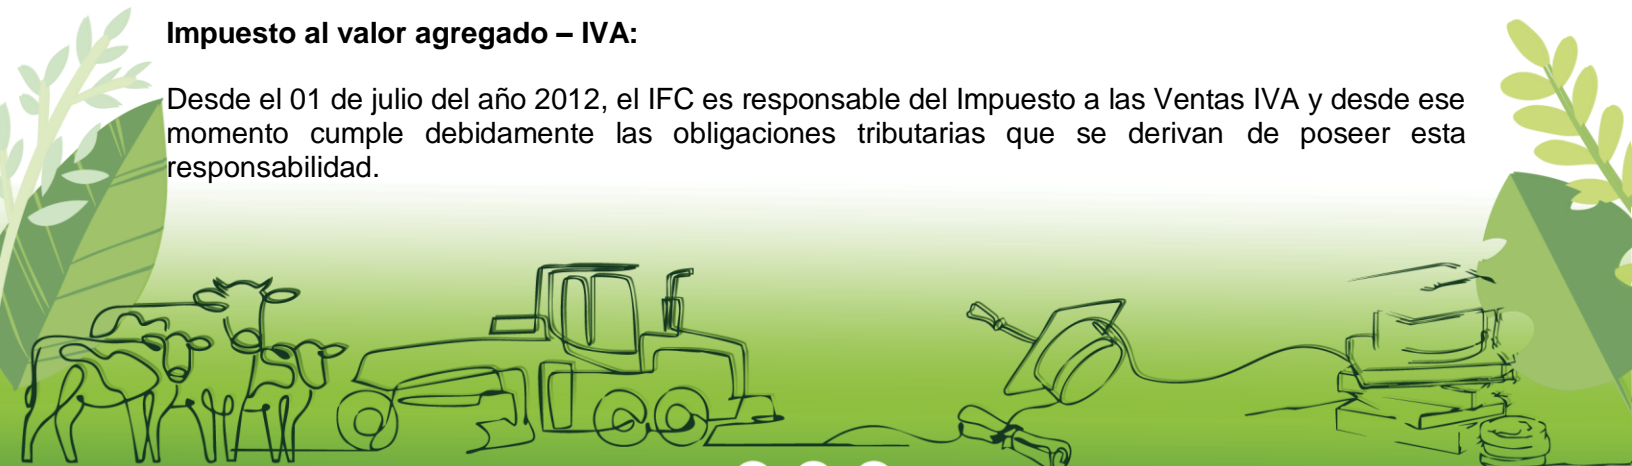 Impuesto al valor agregado – IVA:
Desde el 01 de julio del año 2012, el IFC es responsable del Impuesto a las Ventas IVA y desde ese
momento cumple debidamente las obligaciones tributarias que se derivan de poseer esta
responsabilidad.